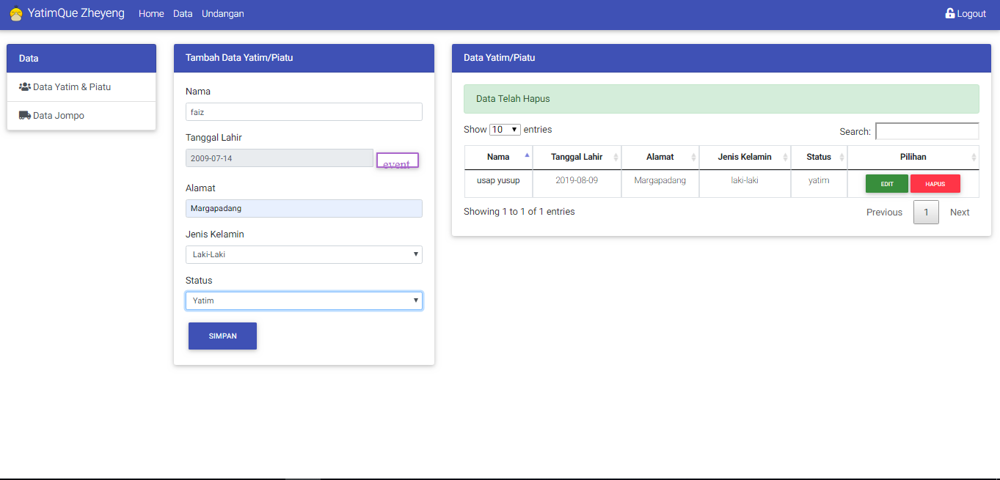 YatimQue Zheyeng Home Data Undangan Logout
Data
Data Yatim & Piatu
Data Jompo
Tambah Data Yatim/Piatu
Nama
faiz
Tanggal Lahir
2009-07-14 event
Alamat
Margapadang
Jenis Kelamin
Laki-Laki
Status
Yatim
SIMPAN
Data Yatim/Piatu
Data Telah Hapus
Show 10 entries Search:
Nama Tanggal Lahir Alamat Jenis Kelamin Status Pilihan
usap yusup 2019-08-09 Margapadang laki-laki yatim EDIT HAPUS
Showing 1 to 1 of 1 entries Previous 1 Next